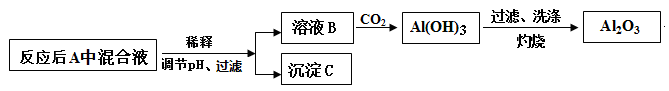 反应后A中混合液
稀释
调节pH、过滤
溶液B
沉淀C
CO₂
Al(OH)₃
过滤、洗涤
灼烧
Al₂O₃